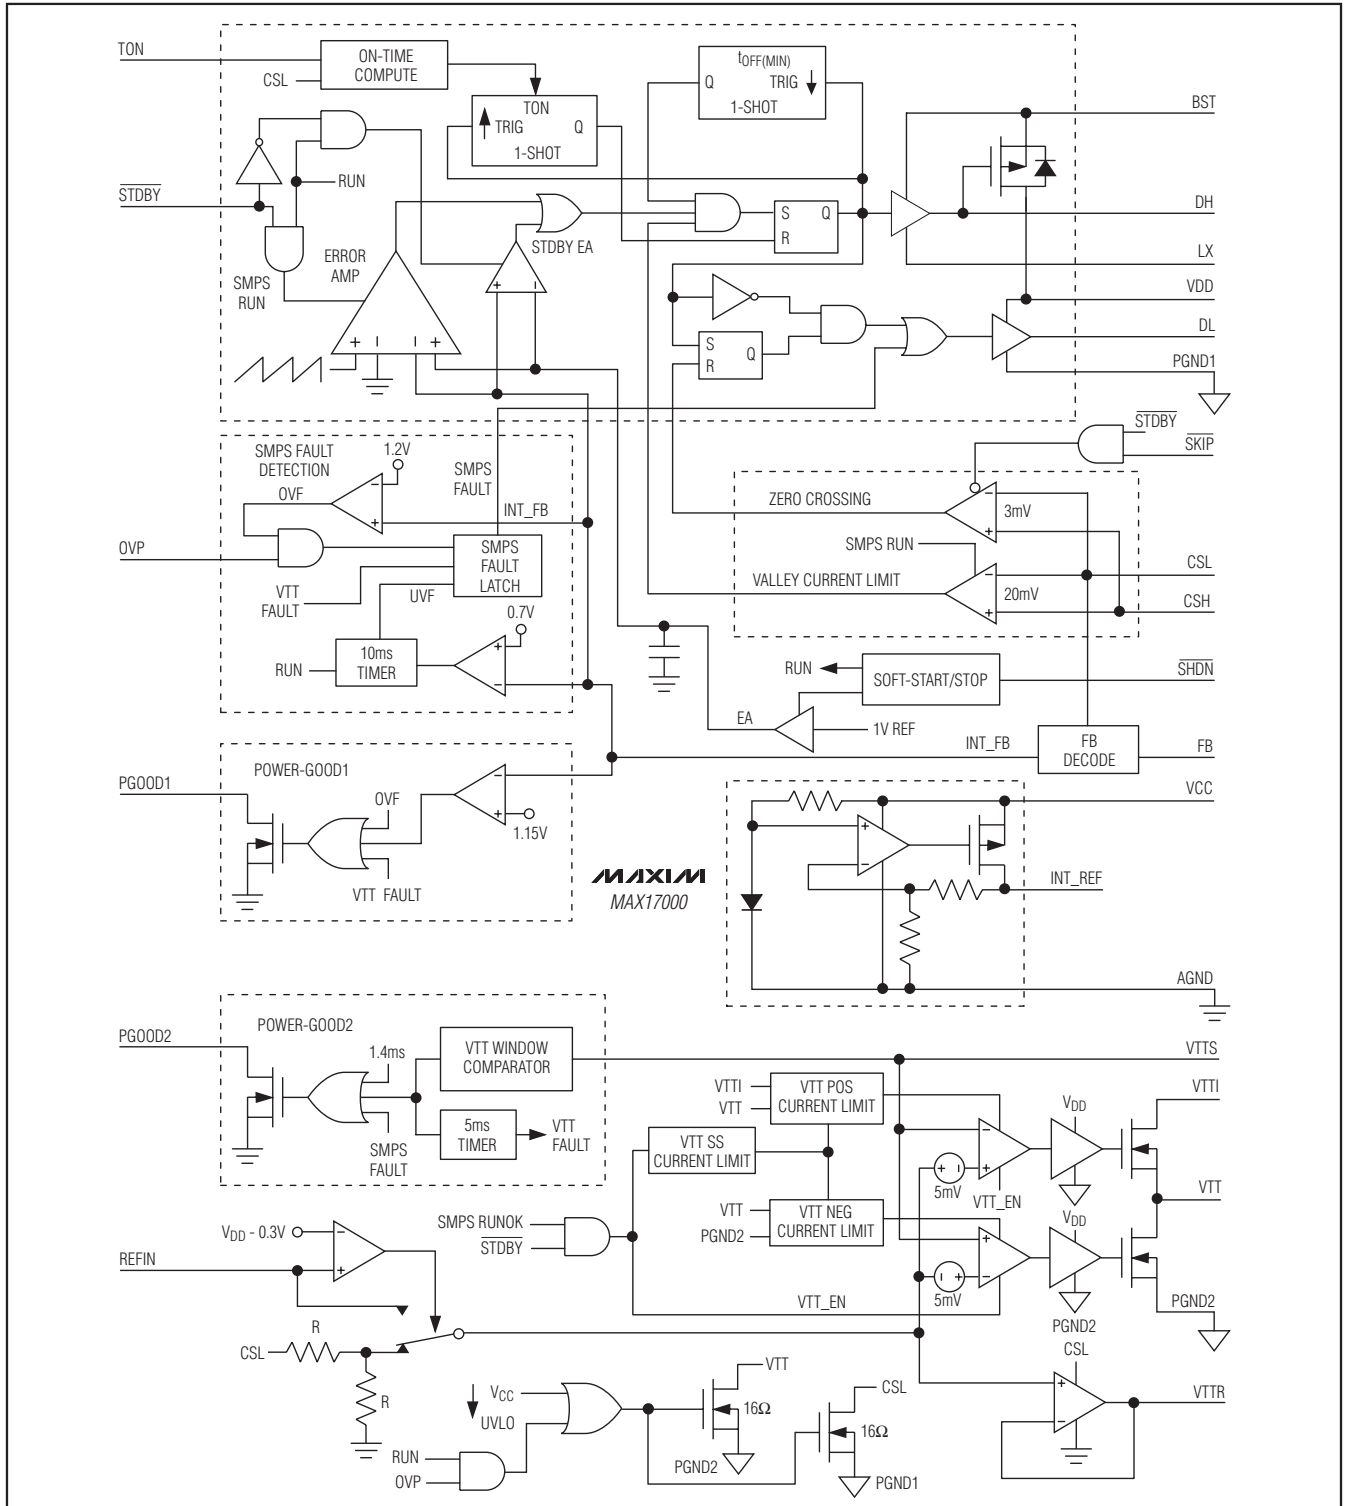 TON
ON-TIME
COMPUTE
CSL
TON
TRIG
Q
1-SHOT
tOFF(MIN)
Q
TRIG
1-SHOT
BST
RUN
STDBY
SMPS
RUN
ERROR
AMP
+
I
I
+
STDBY EA
+
I
S
Q
R
DH
LX
VDD
S
Q
R
DL
PGND1
SMPS FAULT
DETECTION
1.2V
OVF
-
+
SMPS
FAULT
INT_FB
STDBY
SKIP
OVP
SMPS
FAULT
LATCH
VTT
FAULT
UVF
0.7V
10ms
TIMER
RUN
+
-
ZERO CROSSING
-
+
3mV
SMPS RUN
VALLEY CURRENT LIMIT
-
+
20mV
CSL
CSH
RUN
SOFT-START/STOP
SHDN
EA
1V REF
INT_FB
FB
DECODE
FB
PGOOD1
POWER-GOOD1
OVF
-
+
1.15V
VTT FAULT
MAXIM
MAX17000
VCC
+
-
INT_REF
AGND
PGOOD2
POWER-GOOD2
1.4ms
VTT WINDOW
COMPARATOR
5ms
TIMER
VTT
FAULT
SMPS
FAULT
VTTS
VTTI
VTT
VTT POS
CURRENT LIMIT
VTT SS
CURRENT LIMIT
VTT
PGND2
VTT NEG
CURRENT LIMIT
-
+
+ I
5mV
VTT_EN
VDD
VTTI
VTT
SMPS RUNOK
STDBY
VTT_EN
+
-
I +
5mV
VDD
PGND2
PGND2
REFIN
VDD - 0.3V
-
+
R
CSL
R
VCC
UVLO
RUN
OVP
VTT
16Ω
PGND2
CSL
16Ω
PGND1
CSL
+
-
VTTR